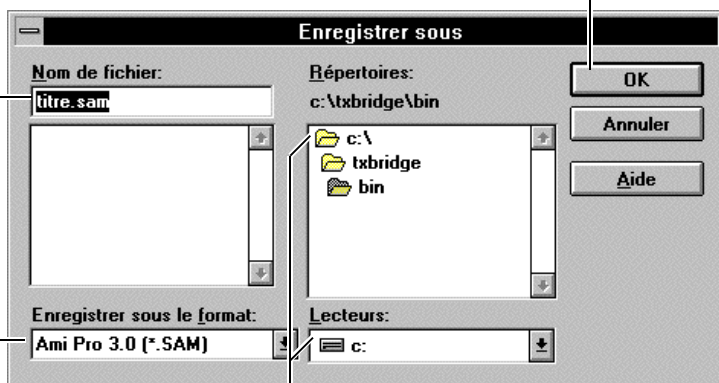 Enregistrer sous
Nom de fichier:
titre.sam
Répertoires:
c:\txbridge\bin
c:\
txbridge
bin
OK
Annuler
Aide
Enregistrer sous le format:
Ami Pro 3.0 (*.SAM)
Lecteurs:
c: